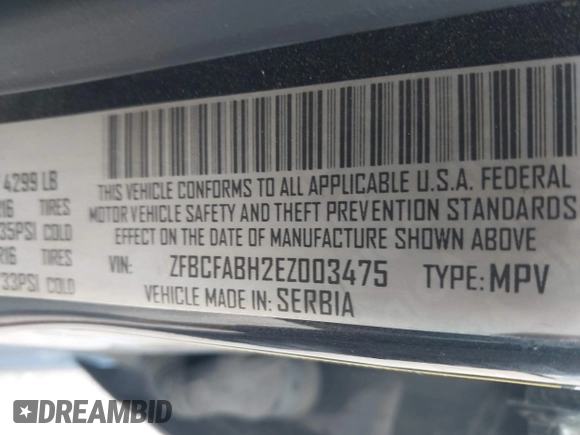 4299 LB
R16 TIRES
35PSI COLD
R16 TIRES
33PSI COLD
THIS VEHICLE CONFORMS TO ALL APPLICABLE U.S.A. FEDERAL
MOTOR VEHICLE SAFETY AND THEFT PREVENTION STANDARDS
EFFECT ON THE DATE OF MANUFACTURE SHOWN ABOVE
VIN: ZFBCFABH2EZ003475 TYPE: MPV
VEHICLE MADE IN: SERBIA
DREAMBID